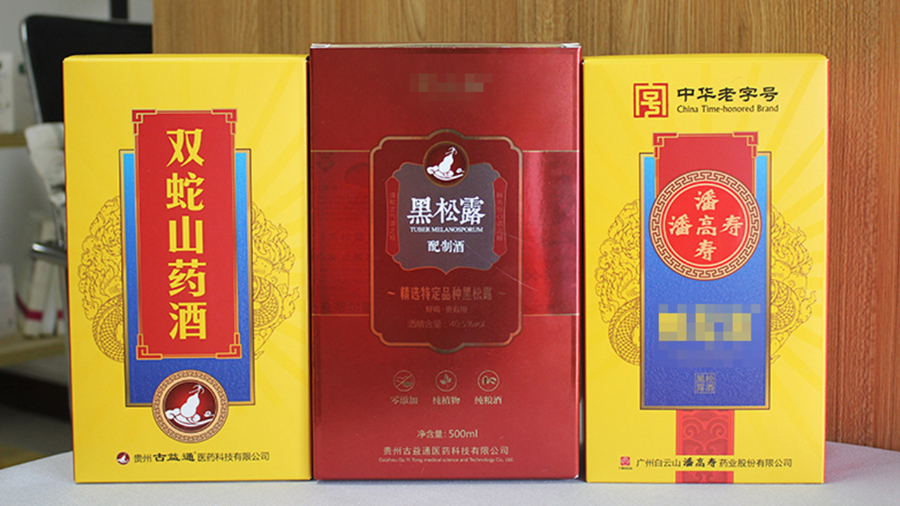 双蛇山药酒
贵州古益通医药科技有限公司
黑松露
TUBER MELANOSPORUM
配制酒
~ 精选特定品种黑松露 ~
零添加 纯植物 纯粮酒
净含量: 500ml
贵州古益通医药科技有限公司
中华老字号
China Time-honored Brand
潘
潘高寿
寿
广州白云山潘高寿药业股份有限公司